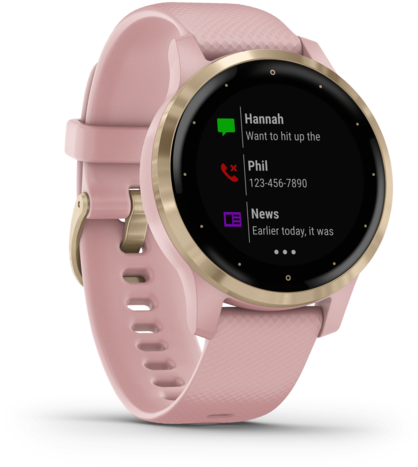 Hannah
Want to hit up the
Phil
123-456-7890
News
Earlier today, it was